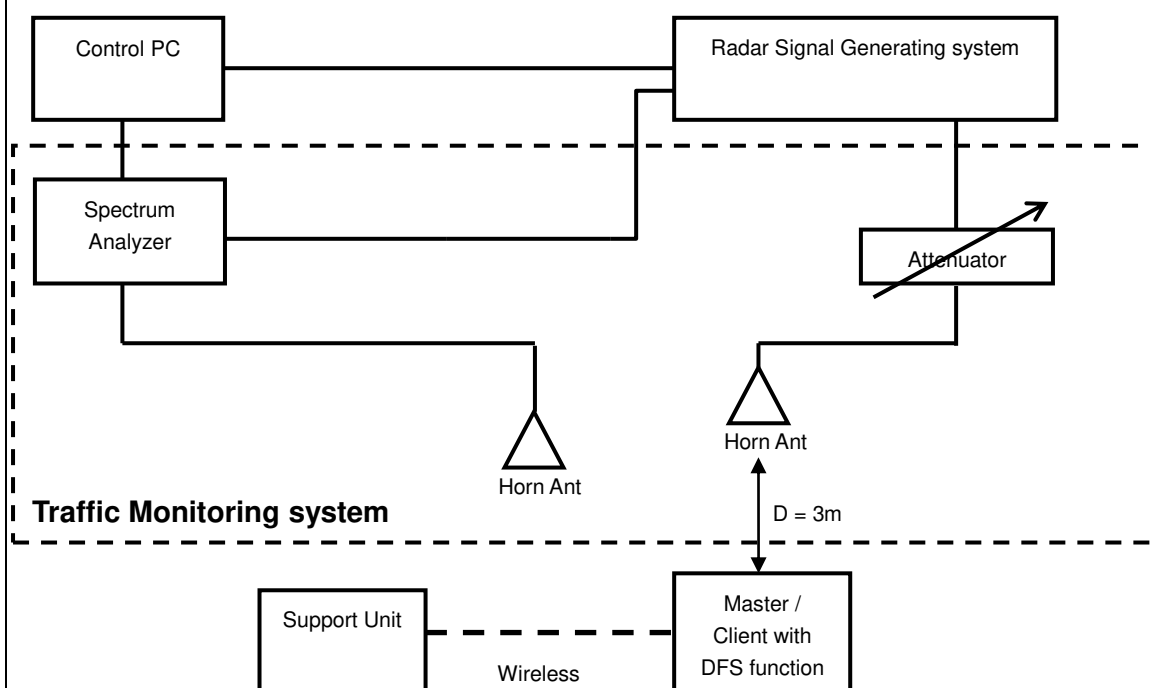 Control PC
Radar Signal Generating system
Spectrum
Analyzer
Attenuator
Horn Ant
Horn Ant
Traffic Monitoring system
D = 3m
Support Unit
Wireless
Master /
Client with
DFS function